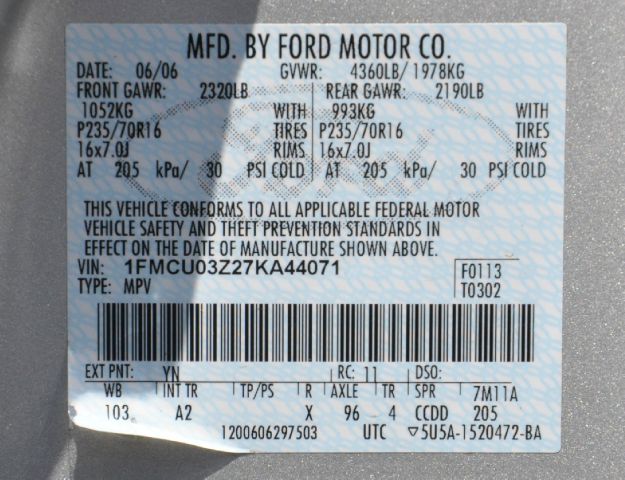 MFD. BY FORD MOTOR CO.
DATE: 06/06 GVWR: 4360LB/ 1978KG
FRONT GAWR: 2320LB REAR GAWR: 2190LB
1052KG WITH 993KG WITH
P235/70R16 TIRES P235/70R16 TIRES
16x7.0J RIMS 16x7.0J RIMS
AT 205 kPa/ 30 PSI COLD AT 205 kPa/ 30 PSI COLD
THIS VEHICLE CONFORMS TO ALL APPLICABLE FEDERAL MOTOR
VEHICLE SAFETY AND THEFT PREVENTION STANDARDS IN
EFFECT ON THE DATE OF MANUFACTURE SHOWN ABOVE.
VIN: 1FMCU03Z27KA44071 F0113
TYPE: MPV T0302
EXT PNT: YN RC: 11 DSO:
WB INT TR TP/PS R AXLE TR SPR 7M11A
103 A2 X 96 4 CCDD 205
1200606297503 UTC ▽5U5A-1520472-BA